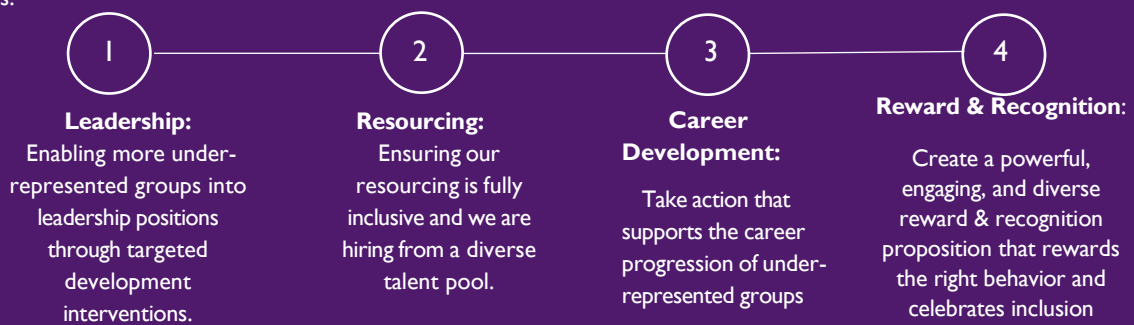 s.
1
2
3
4
Leadership:
Enabling more under-
represented groups into
leadership positions
through targeted
development
interventions.
Resourcing:
Ensuring our
resourcing is fully
inclusive and we are
hiring from a diverse
talent pool.
Career
Development:
Take action that
supports the career
progression of under-
represented groups
Reward & Recognition:
Create a powerful,
engaging, and diverse
reward & recognition
proposition that rewards
the right behavior and
celebrates inclusion